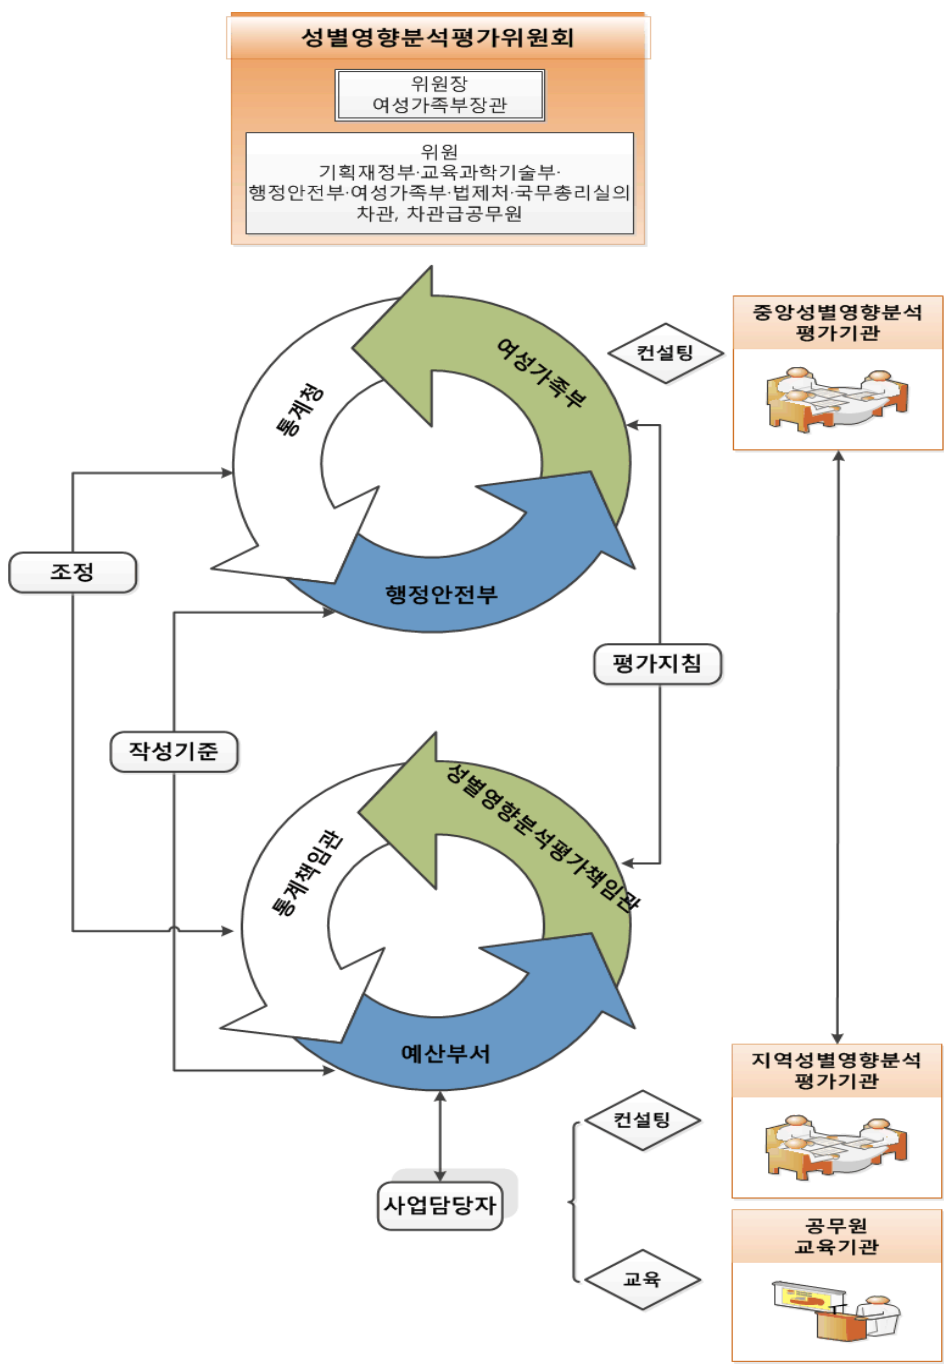 성별영향분석평가위원회
위원장
여성가족부장관
위원
기획재정부·교육과학기술부·
행정안전부·여성가족부·법제처·국무총리실의
차관, 차관급공무원
중앙성별영향분석
평가기관
컨설팅
여성가족부
통계청
행정안전부
조정
평가지침
작성기준
성별영향분석평가책임관
통계책임관
예산부서
지역성별영향분석
평가기관
컨설팅
사업담당자
공무원
교육기관
교육